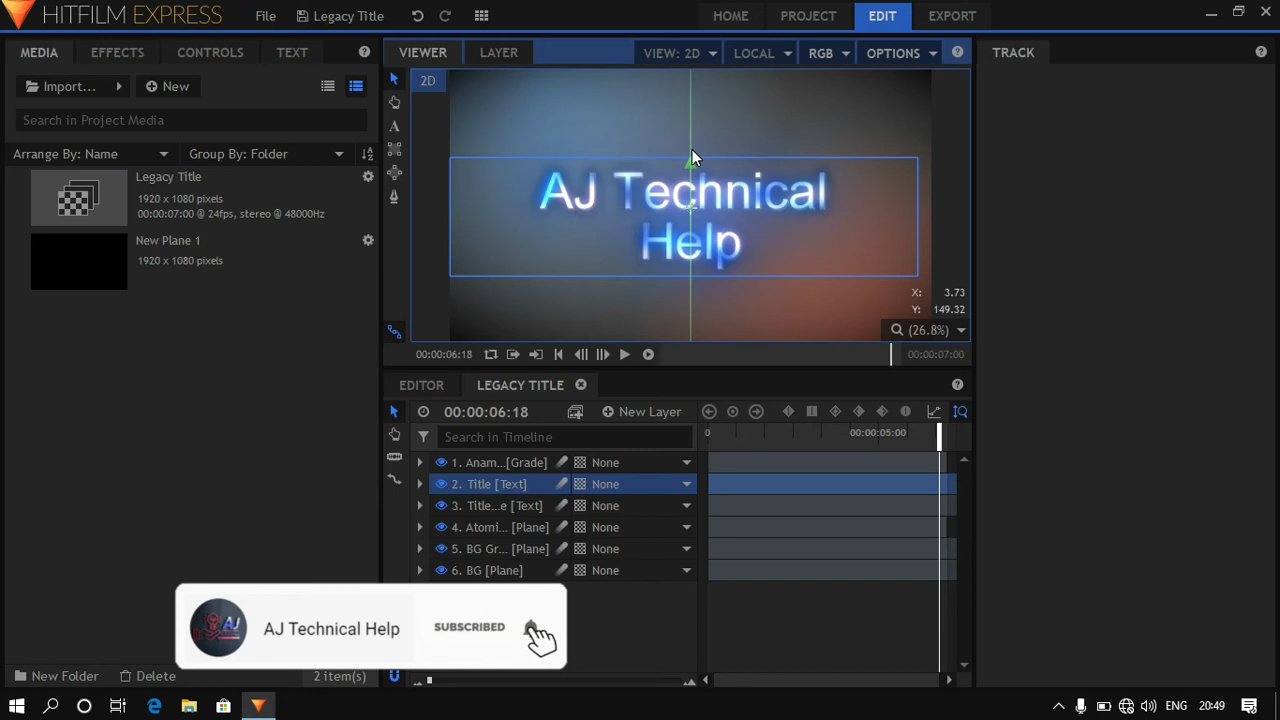 HITFILM EXPRESS File Legacy Title HOME PROJECT EDIT EXPORT
MEDIA EFFECTS CONTROLS TEXT ? VIEWER LAYER VIEW: 2D LOCAL RGB OPTIONS ? TRACK ?
Import... New
2D
Search in Project Media
Arrange By: Name Group By: Folder
Legacy Title
1920 x 1080 pixels
00:00:07:00 @ 24fps, stereo @ 48000Hz
New Plane 1
1920 x 1080 pixels
AJ Technical
Help
X: 3.73
Y: 149.32
(26.8%)
00:00:06:18 00:00:07:00
EDITOR LEGACY TITLE ?
00:00:06:18 New Layer
Search in Timeline 0 00:00:05:00
1. Anam...[Grade] None
2. Title [Text] None
3. Title...e [Text] None
4. Atomi... [Plane] None
5. BG Gr... [Plane] None
6. BG [Plane] None
AJ
AJ Technical Help SUBSCRIBED
New Folder Delete 2 item(s)
ENG 20:49